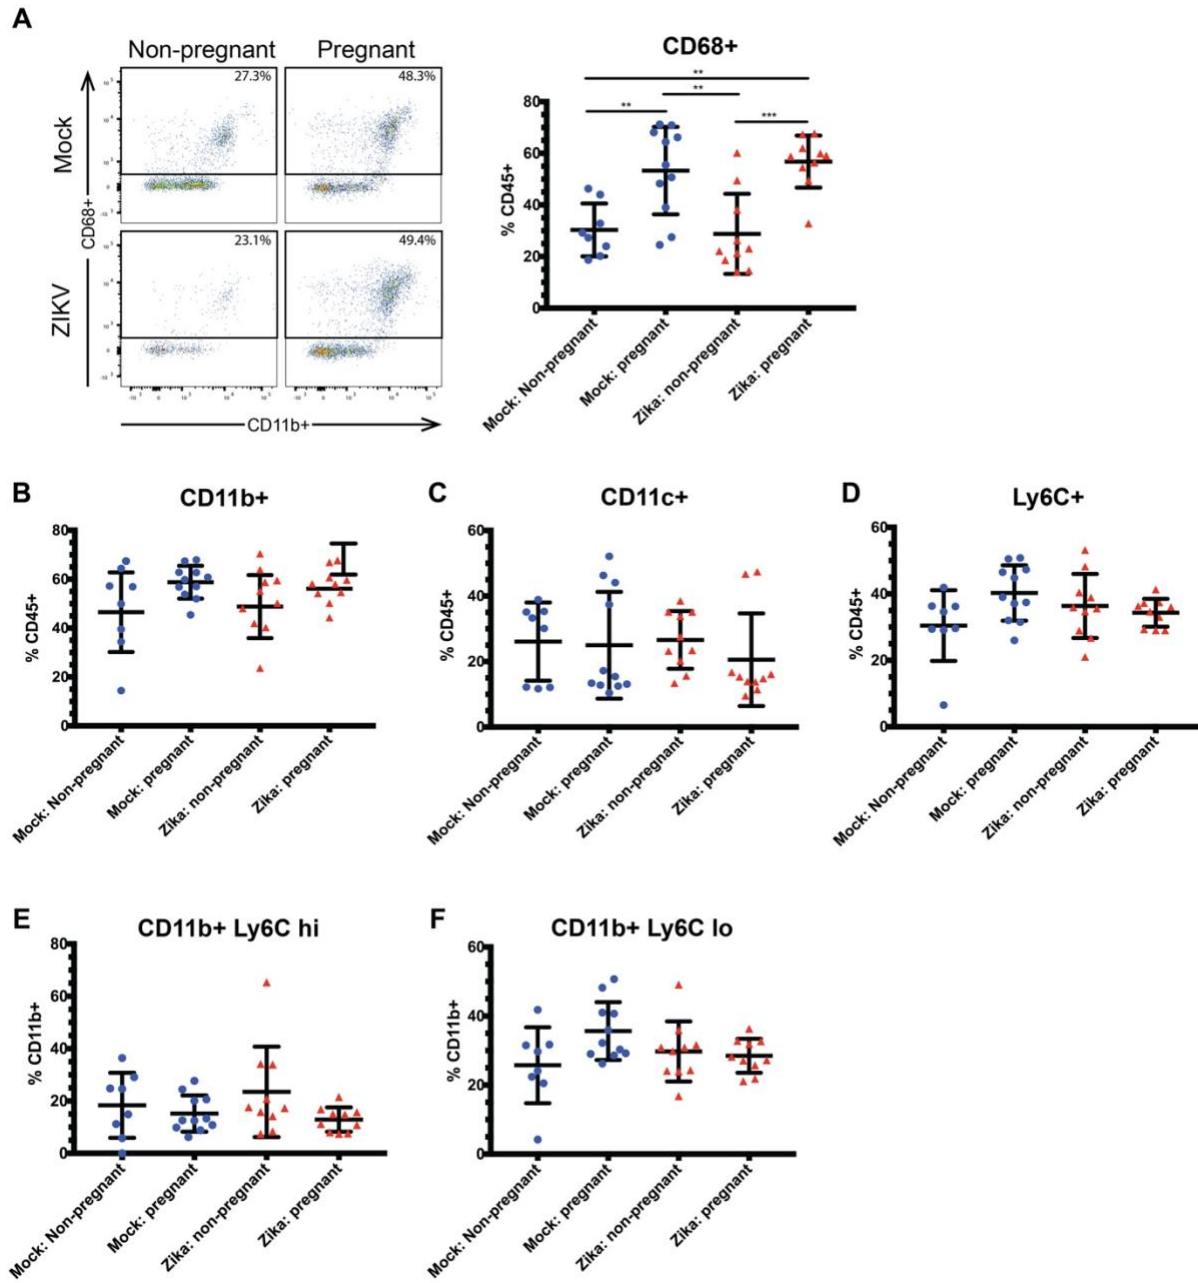 A
Non-pregnant Pregnant
Mock
ZIKV
27.3%
48.3%
23.1%
49.4%
CD68+
CD11b+
CD68+
**
**
**
***
% CD45+
80
60
40
20
0
Mock: Non-pregnant
Mock: pregnant
Zika: non-pregnant
Zika: pregnant
B
CD11b+
% CD45+
80
60
40
20
0
Mock: Non-pregnant
Mock: pregnant
Zika: non-pregnant
Zika: pregnant
C
CD11c+
% CD45+
60
40
20
0
Mock: Non-pregnant
Mock: pregnant
Zika: non-pregnant
Zika: pregnant
D
Ly6C+
% CD45+
60
40
20
0
Mock: Non-pregnant
Mock: pregnant
Zika: non-pregnant
Zika: pregnant
E
CD11b+ Ly6C hi
% CD11b+
80
60
40
20
0
Mock: Non-pregnant
Mock: pregnant
Zika: non-pregnant
Zika: pregnant
F
CD11b+ Ly6C lo
% CD11b+
60
40
20
0
Mock: Non-pregnant
Mock: pregnant
Zika: non-pregnant
Zika: pregnant